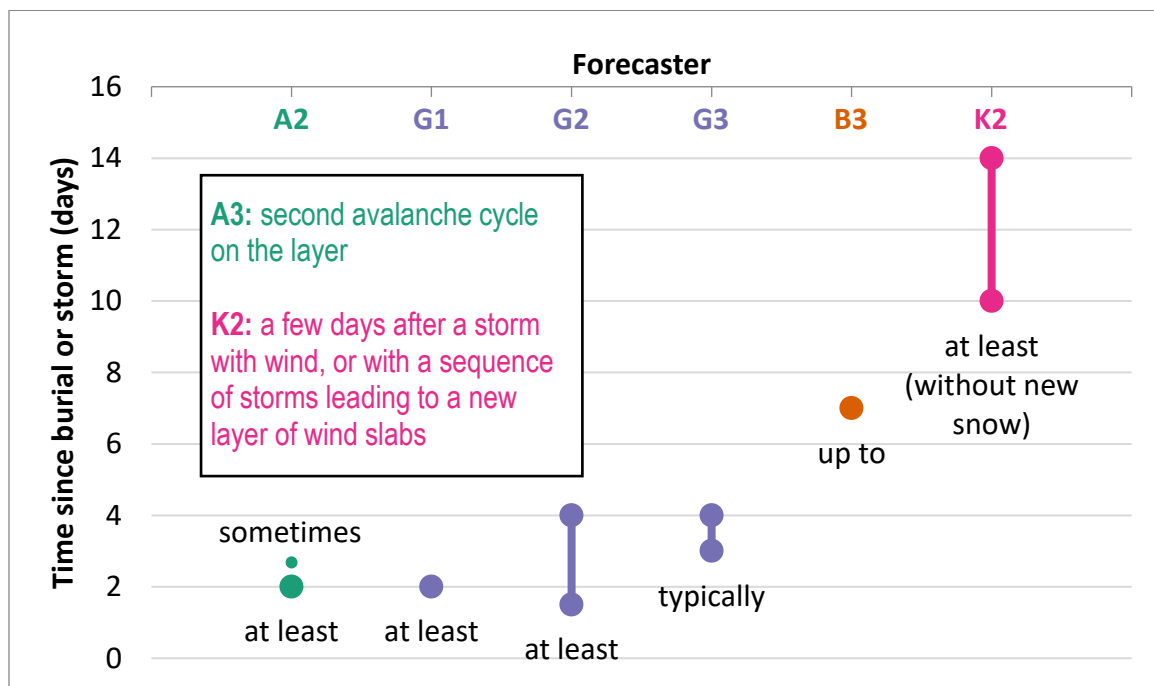 Forecaster
16
A2 G1 G2 G3 B3 K2
14
A3: second avalanche cycle
on the layer
K2: a few days after a storm
with wind, or with a sequence
of storms leading to a new
layer of wind slabs
12
10
8
6
4
2
0
Time since burial or storm (days)
at least
(without new
snow)
up to
sometimes
typically
at least
at least
at least